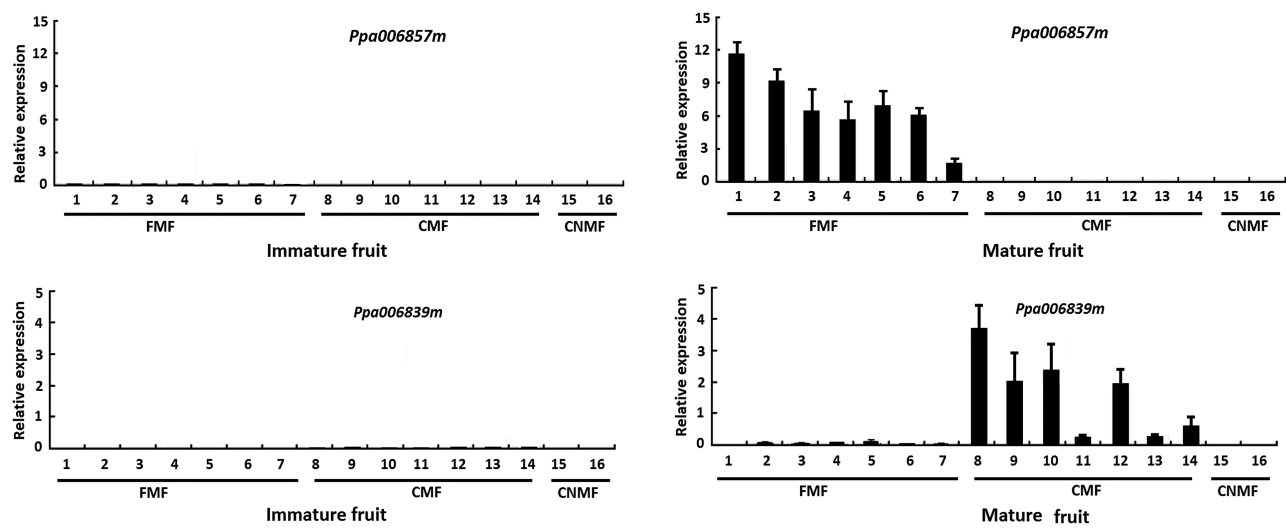 Ppa006857m
Relative expression
15
12
9
6
3
0
1 2 3 4 5 6 7 8 9 10 11 12 13 14 15 16
FMF CMF CNMF
Immature fruit
Ppa006857m
Relative expression
15
12
9
6
3
0
1 2 3 4 5 6 7 8 9 10 11 12 13 14 15 16
FMF CMF CNMF
Mature fruit
Ppa006839m
Relative expression
5
4
3
2
1
0
1 2 3 4 5 6 7 8 9 10 11 12 13 14 15 16
FMF CMF CNMF
Immature fruit
Ppa006839m
Relative expression
5
4
3
2
1
0
1 2 3 4 5 6 7 8 9 10 11 12 13 14 15 16
FMF CMF CNMF
Mature fruit